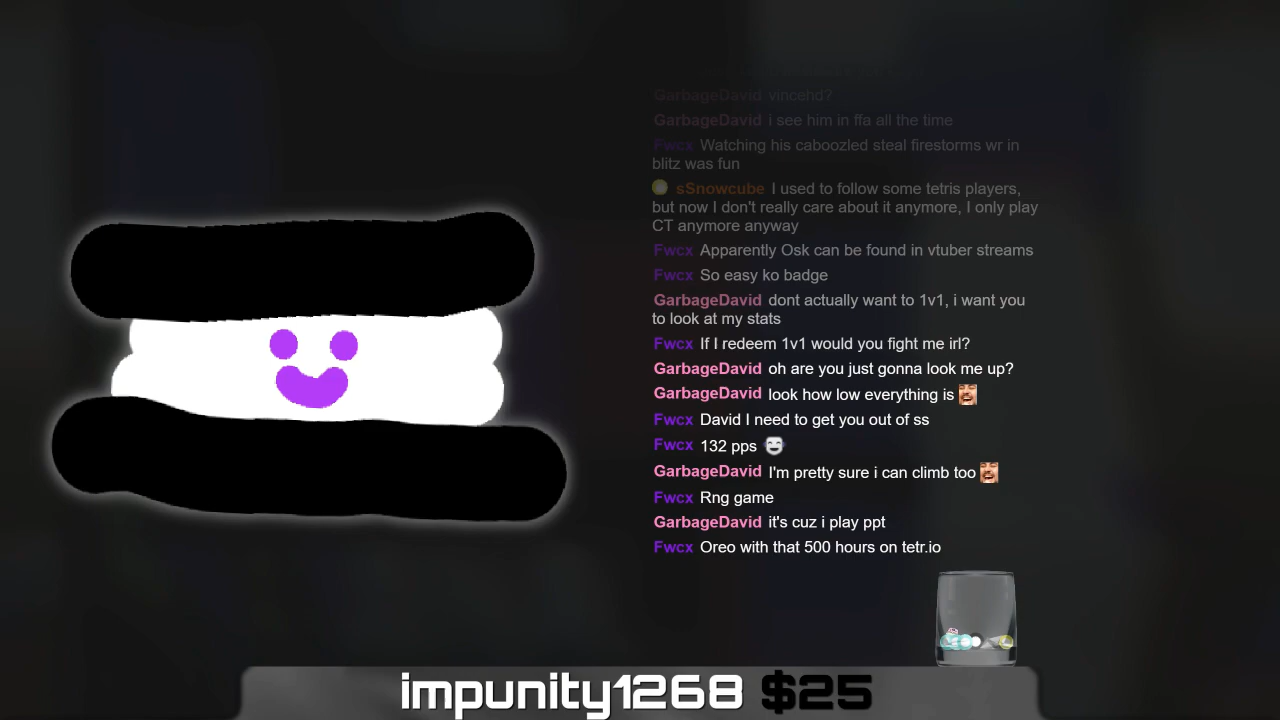 GarbageDavid vincehd?
GarbageDavid i see him in ffa all the time
Fwcx Watching his caboozled steal firestorms wr in
blitz was fun
sSnowcube I used to follow some tetris players,
but now I don't really care about it anymore, I only play
CT anymore anyway
Fwcx Apparently Osk can be found in vtuber streams
Fwcx So easy ko badge
GarbageDavid dont actually want to 1v1, i want you
to look at my stats
Fwcx If I redeem 1v1 would you fight me irl?
GarbageDavid oh are you just gonna look me up?
GarbageDavid look how low everything is
Fwcx David I need to get you out of ss
Fwcx 132 pps
GarbageDavid I'm pretty sure i can climb too
Fwcx Rng game
GarbageDavid it's cuz i play ppt
Fwcx Oreo with that 500 hours on tetr.io
impunity1268 $25